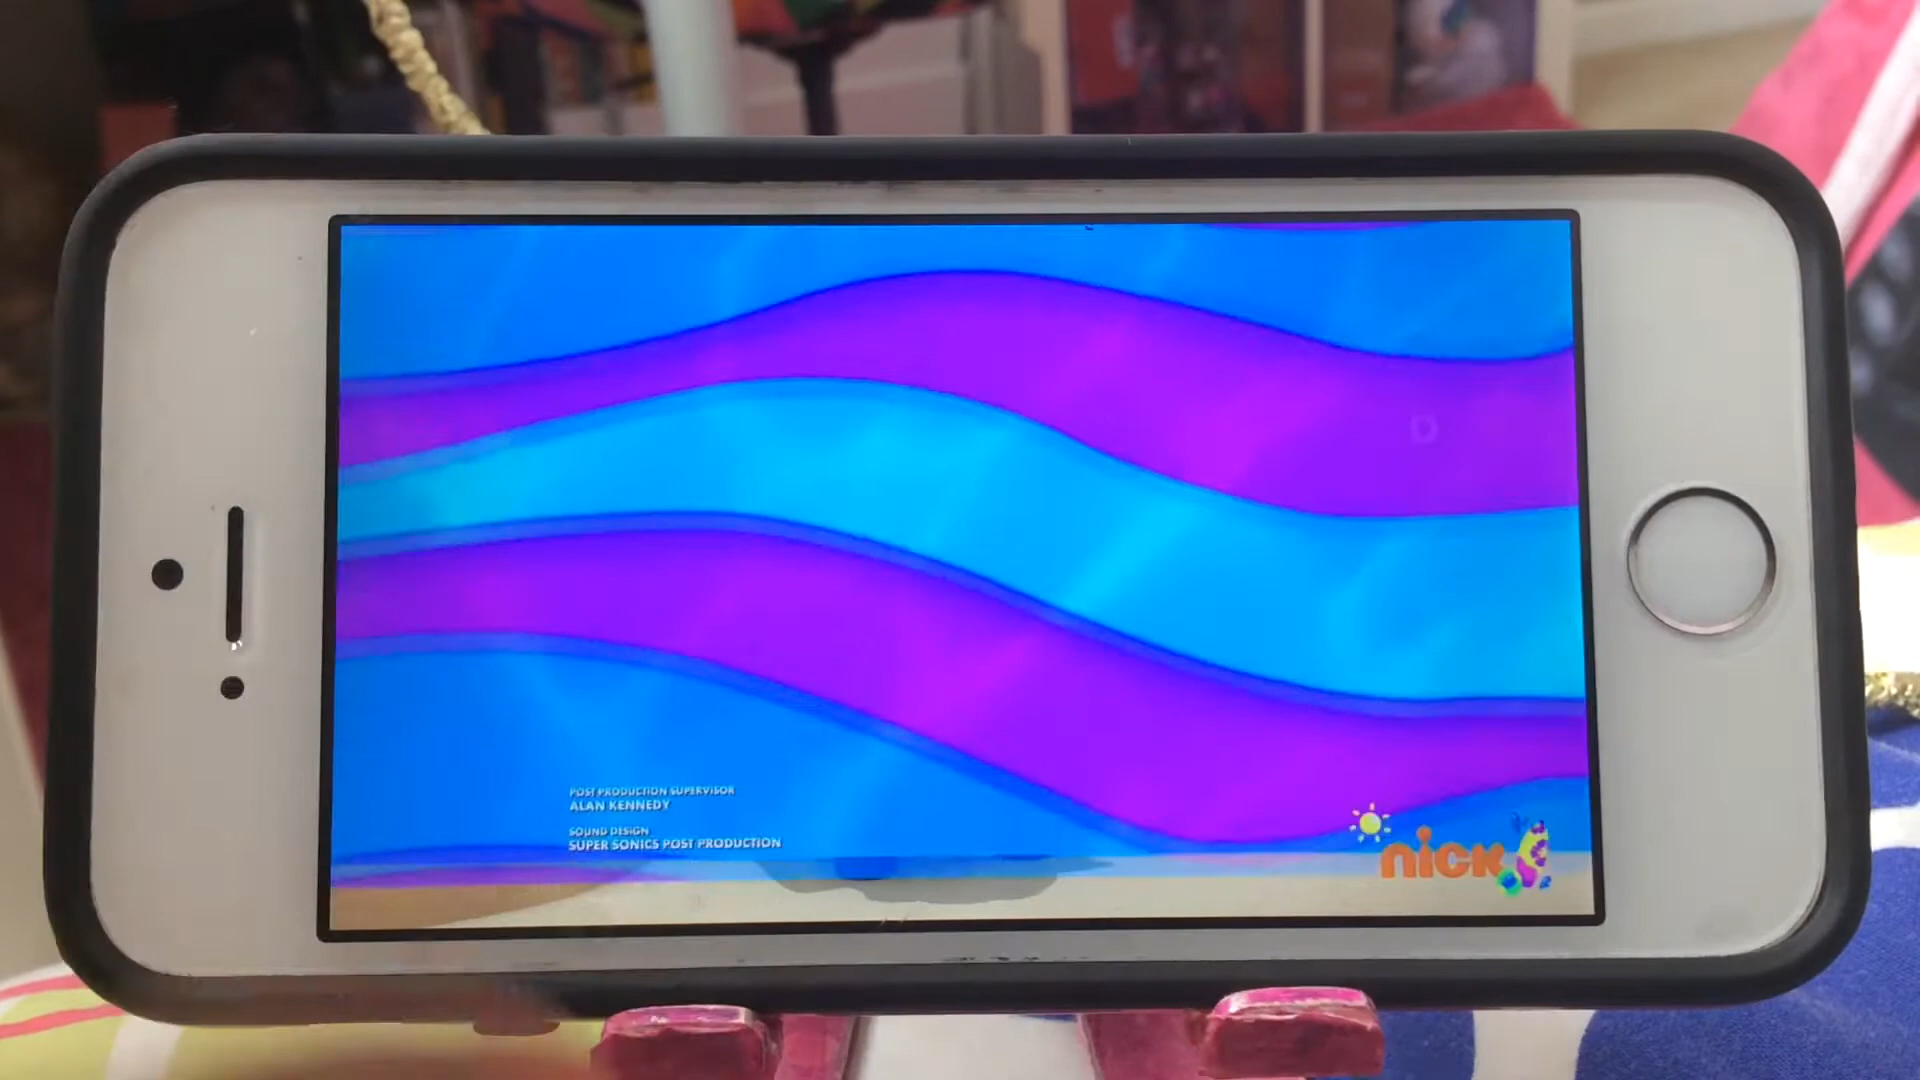 POST PRODUCTION SUPERVISOR
ALAN KENNEDY
SOUND DESIGN
SUPER SONICS POST PRODUCTION
nick